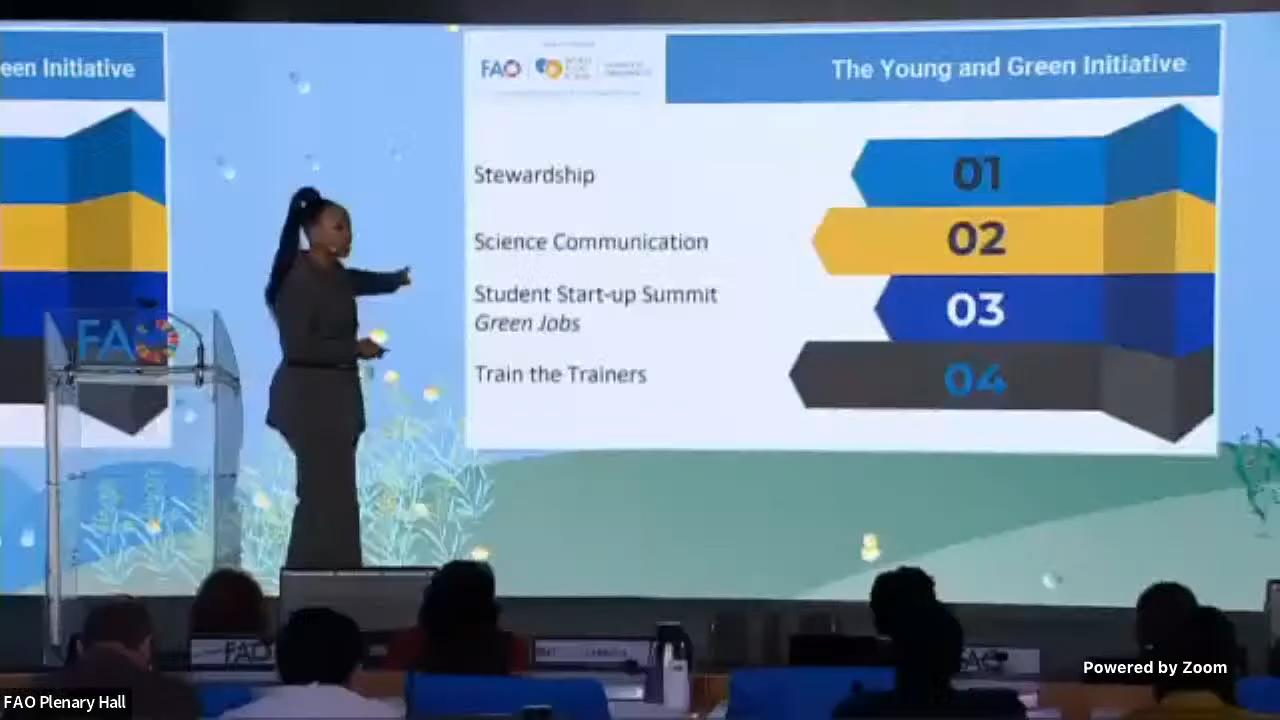 een Initiative
FAO
The Young and Green Initiative
01
Stewardship
02
Science Communication
03
Student Start-up Summit
Green Jobs
04
Train the Trainers
FAO
FAO
Powered by Zoom
FAO Plenary Hall